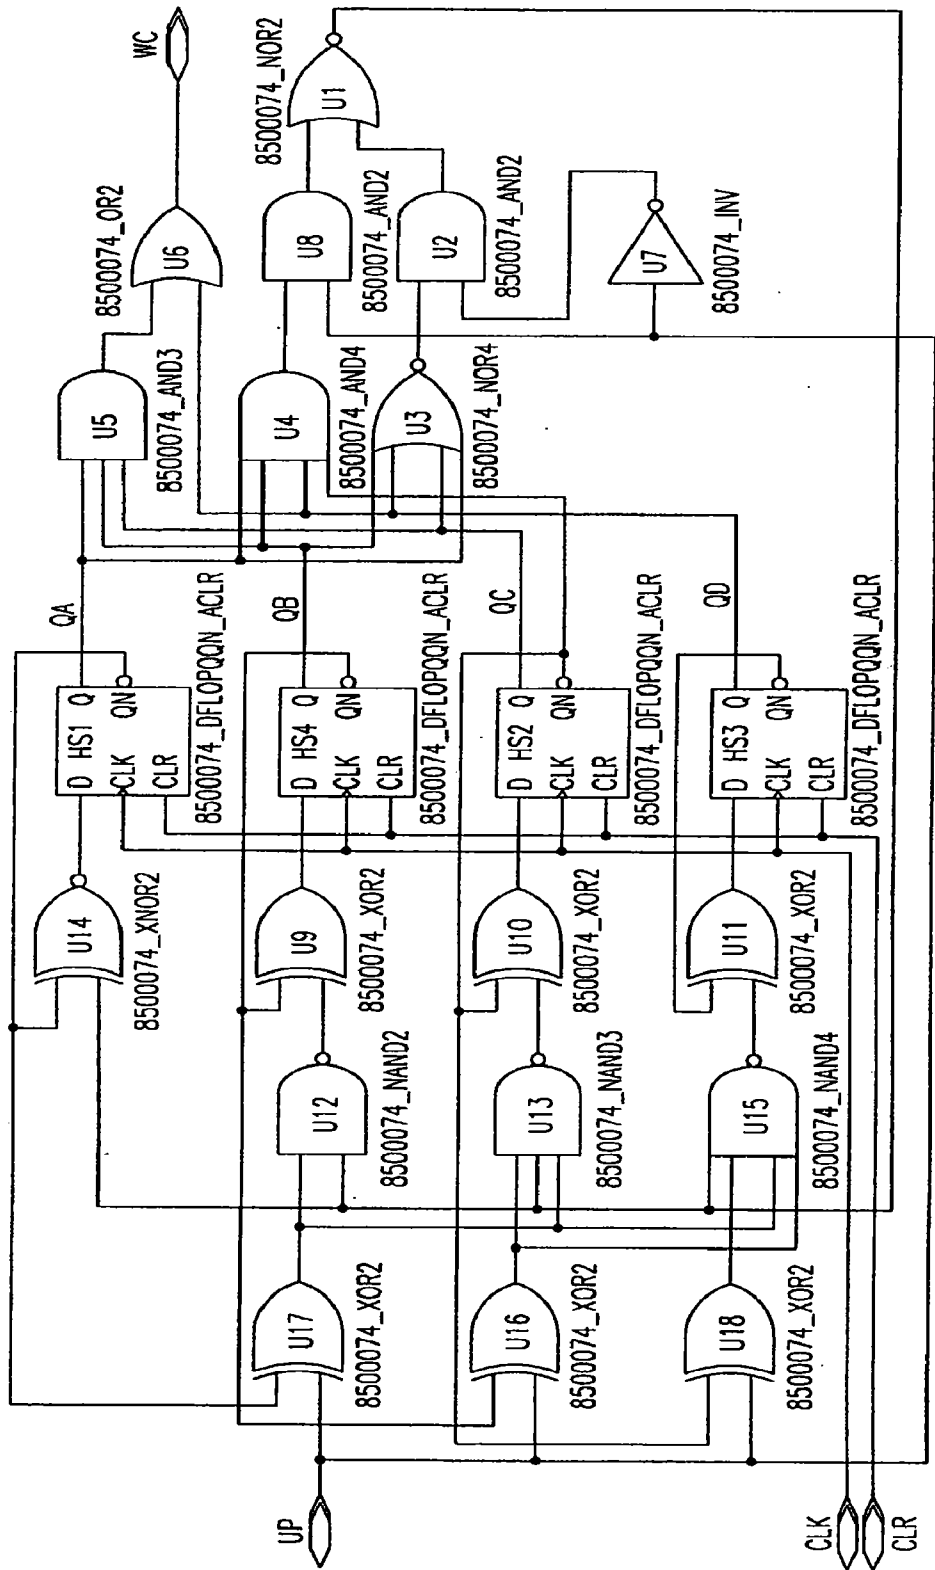 WC
8500074_OR2
U6
8500074_NOR2
U1
8500074_AND3
U5
8500074_AND2
U8
8500074_AND2
U2
8500074_INV
U7
8500074_AND4
U4
8500074_NOR4
U3
QA
QB
QC
QD
D HS1 Q
CLK QN
CLR
8500074_DFLOPQQN_ACLR
D HS4 Q
CLK QN
CLR
8500074_DFLOPQQN_ACLR
D HS2 Q
CLK QN
CLR
8500074_DFLOPQQN_ACLR
D HS3 Q
CLK QN
CLR
8500074_DFLOPQQN_ACLR
U14
8500074_XNOR2
U9
8500074_XOR2
U10
8500074_XOR2
U11
8500074_XOR2
U12
8500074_NAND2
U13
8500074_NAND3
U15
8500074_NAND4
U17
8500074_XOR2
U16
8500074_XOR2
U18
8500074_XOR2
UP
CLK
CLR